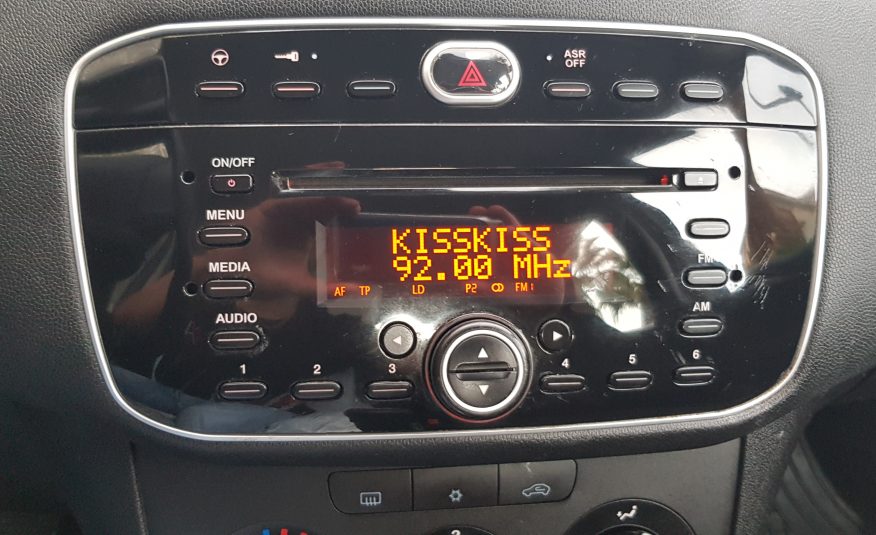 ASR
OFF
ON/OFF
MENU
MEDIA
AUDIO
KISSKISS
92.00 MHz
AF TP LD P2 FM1
FM
AM
1 2 3 4 5 6